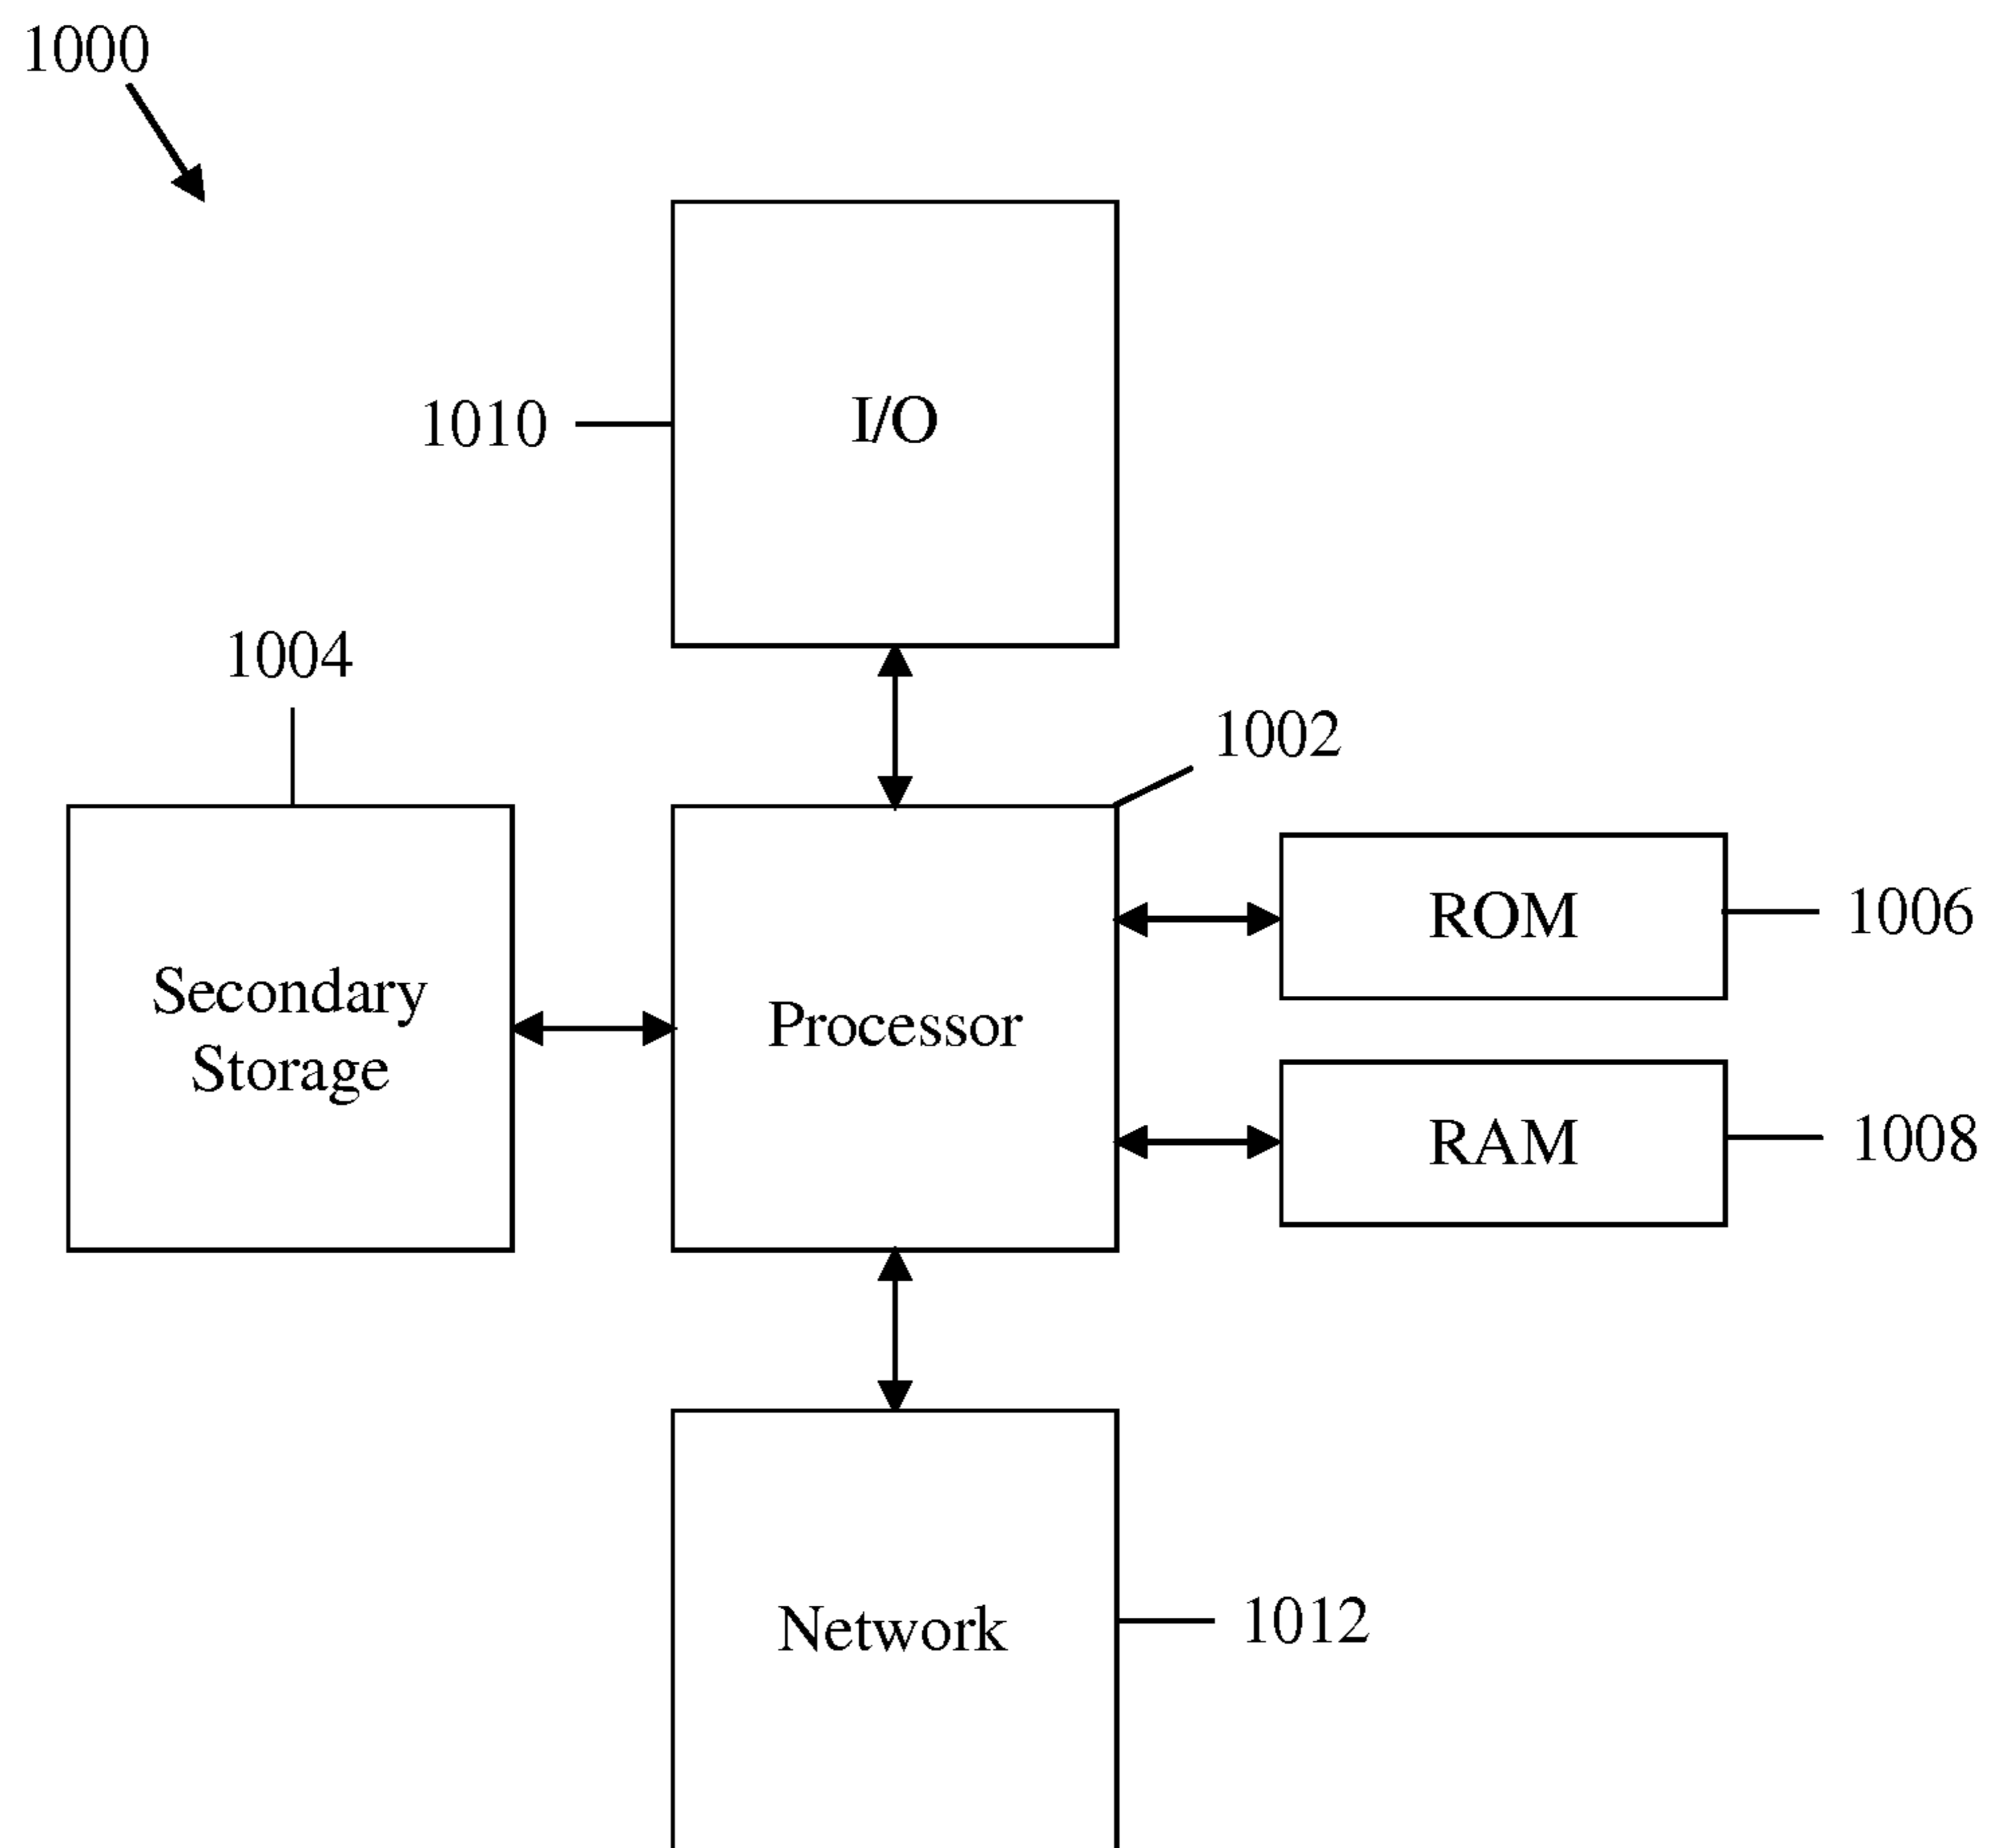 1000
I/O
1010
1004
1002
Secondary
Storage
Processor
ROM
1006
RAM
1008
Network
1012